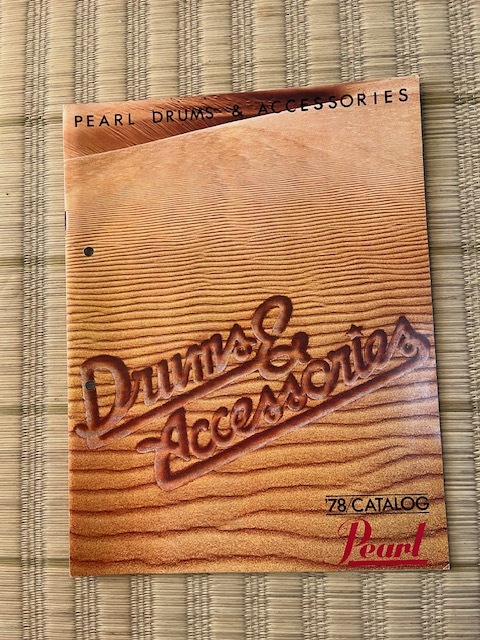 PEARL DRUMS & ACCESSORIES
Drums &
Accessories
'78/CATALOG
Pearl